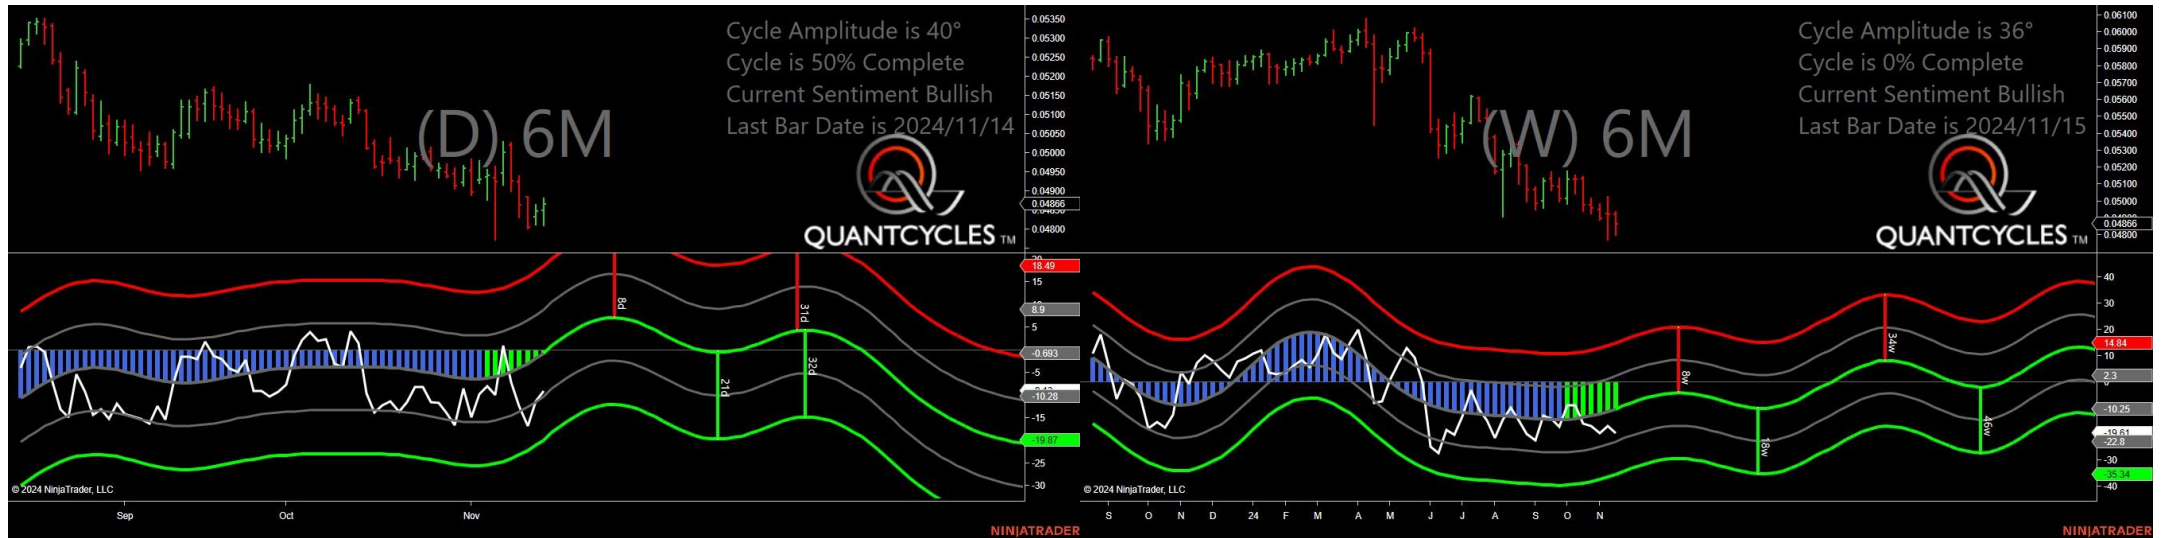 Cycle Amplitude is 40°
Cycle is 50% Complete
Current Sentiment Bullish
Last Bar Date is 2024/11/14
(D) 6M
QUANTCYCLES TM
0.05350
0.05300
0.05250
0.05200
0.05150
0.05100
0.05050
0.05000
0.04950
0.04900
0.04866
0.04800
18.49
15
8.9
5
-0.693
-5
-10.28
-15
-19.87
-25
-30
8d
21d
31d
32d
© 2024 NinjaTrader, LLC
Sep
Oct
Nov
NINJATRADER
Cycle Amplitude is 36°
Cycle is 0% Complete
Current Sentiment Bullish
Last Bar Date is 2024/11/15
(W) 6M
QUANTCYCLES TM
0.06100
0.06000
0.05900
0.05800
0.05700
0.05600
0.05500
0.05400
0.05300
0.05200
0.05100
0.05000
0.04866
0.04800
40
30
20
14.84
10
2.3
-10.25
-19.61
-22.8
-30
-35.34
-40
8w
18w
34w
46w
© 2024 NinjaTrader, LLC
S
O
N
D
24
F
M
A
M
J
J
A
S
O
N
NINJATRADER